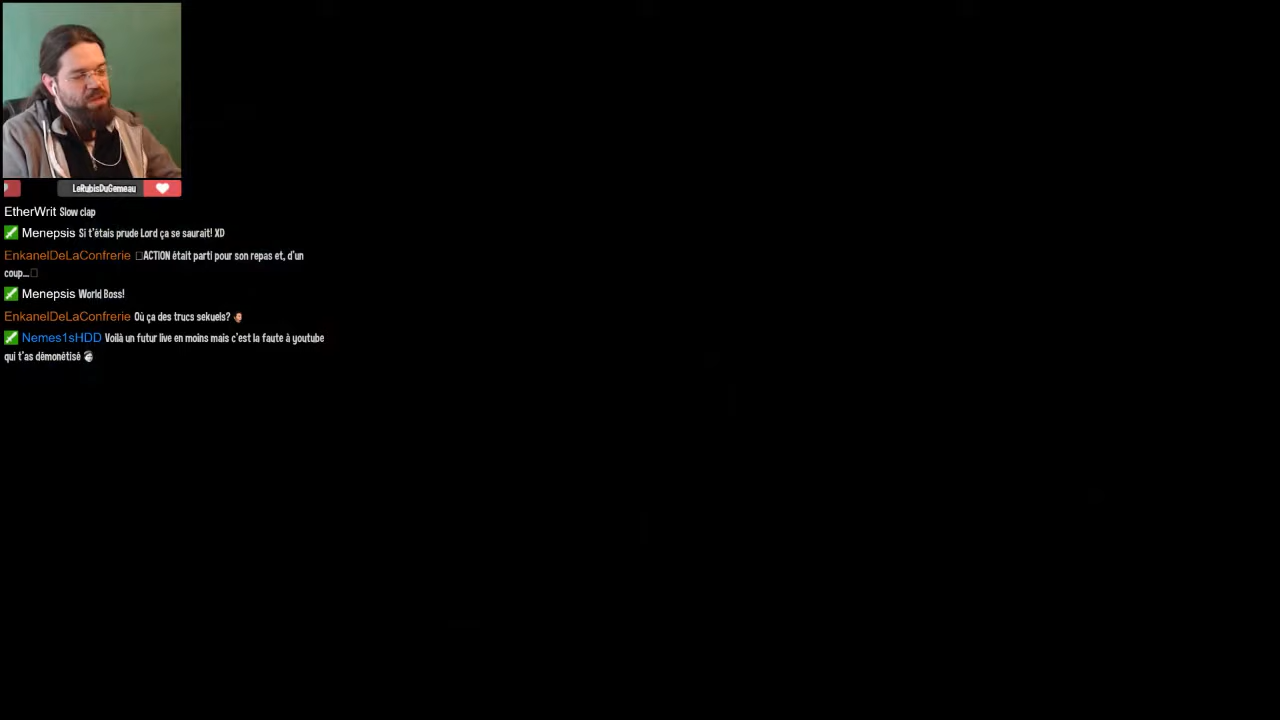 LeRubisDuGemeau
EtherWrit Slow clap
Menepsis Si t'étais prude Lord ça se saurait! XD
EnkanelDeLaConfrerie □ACTION était parti pour son repas et, d'un
coup...□
Menepsis World Boss!
EnkanelDeLaConfrerie Où ça des trucs sekuels?
Nemes1sHDD Voilà un futur live en moins mais c'est la faute à youtube
qui t'as démonétisé